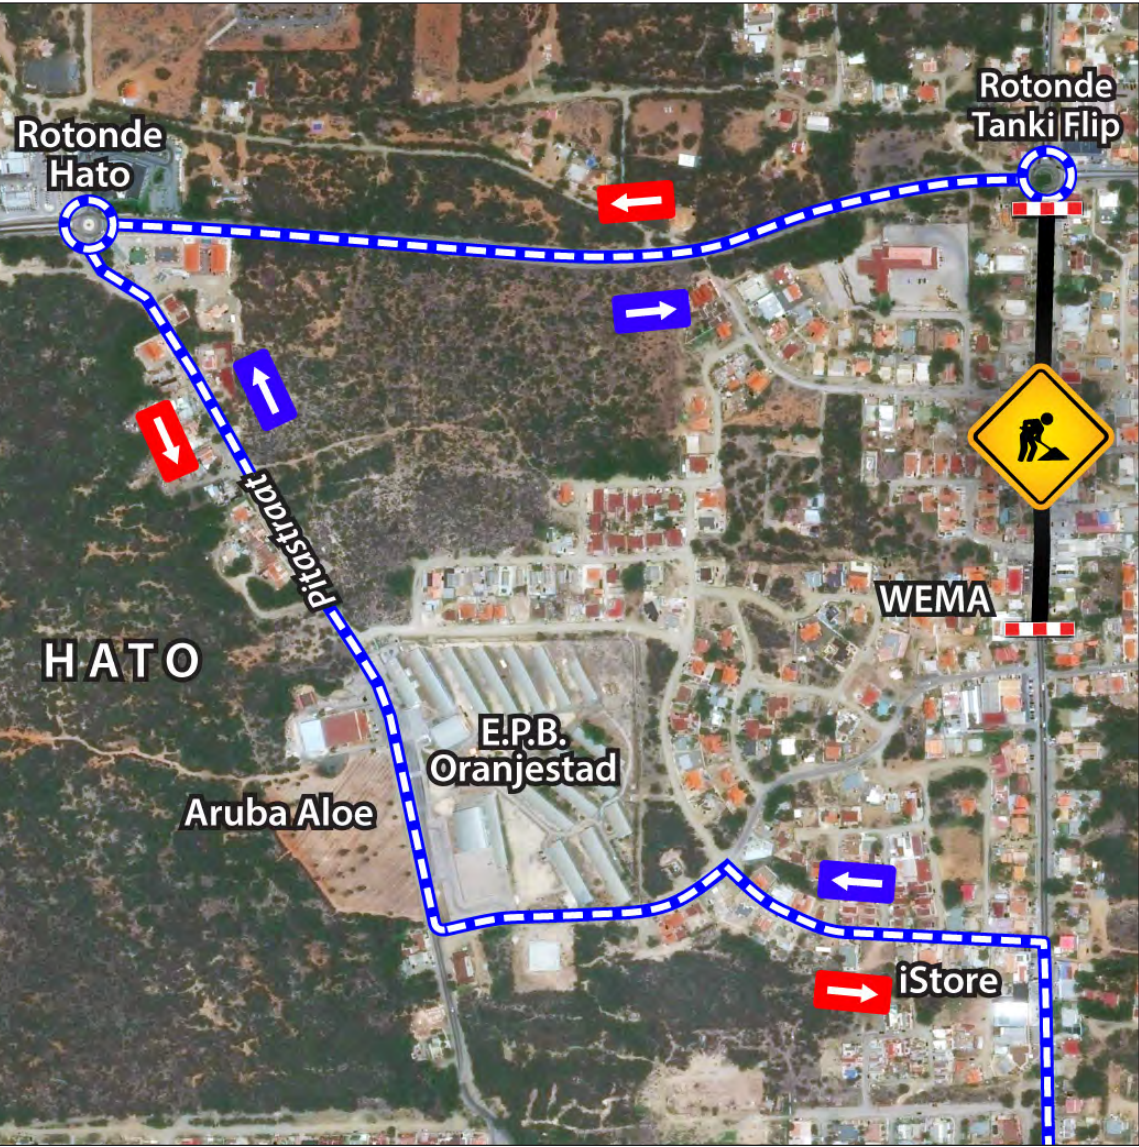 Rotonde
Tanki Flip
Rotonde
Hato
Pitastraat
WEMA
HATO
E.P.B.
Oranjestad
Aruba Aloe
iStore